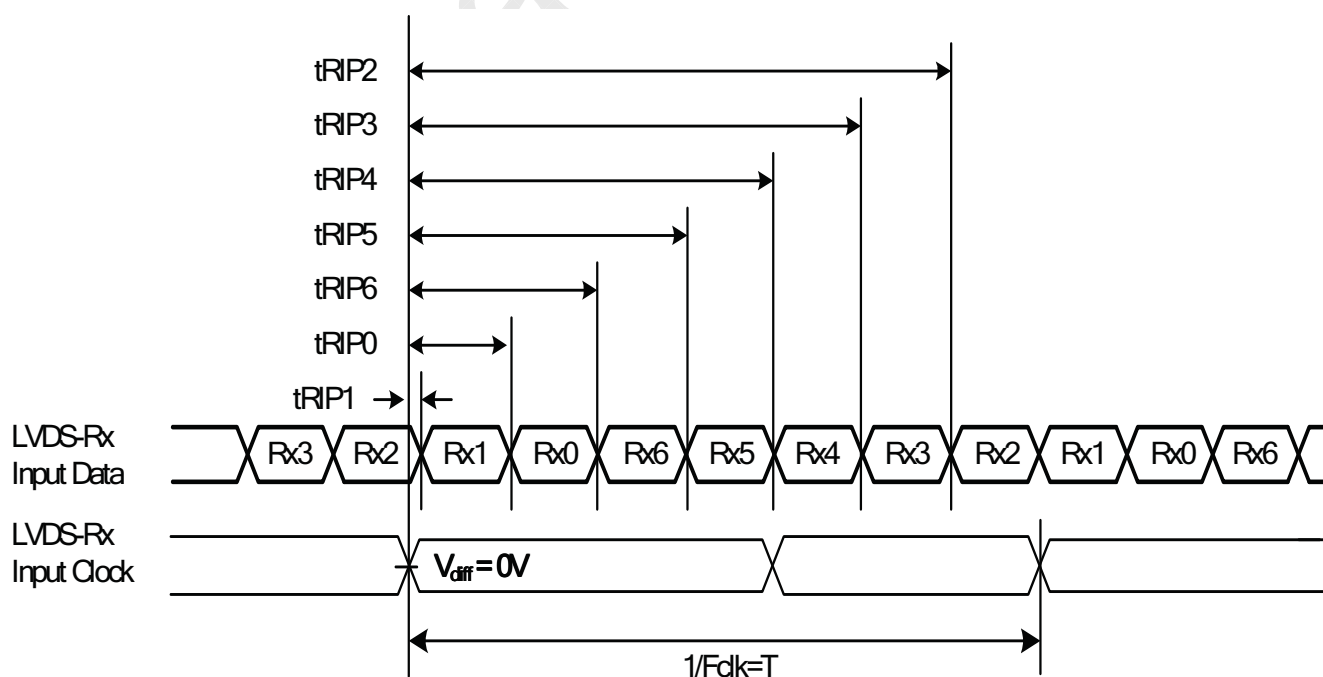 tRIP2
tRIP3
tRIP4
tRIP5
tRIP6
tRIP0
tRIP1
LVDS-Rx
Input Data
Rx3 Rx2 Rx1 Rx0 Rx6 Rx5 Rx4 Rx3 Rx2 Rx1 Rx0 Rx6
LVDS-Rx
Input Clock
Vdiff = 0V
1/Fclk=T